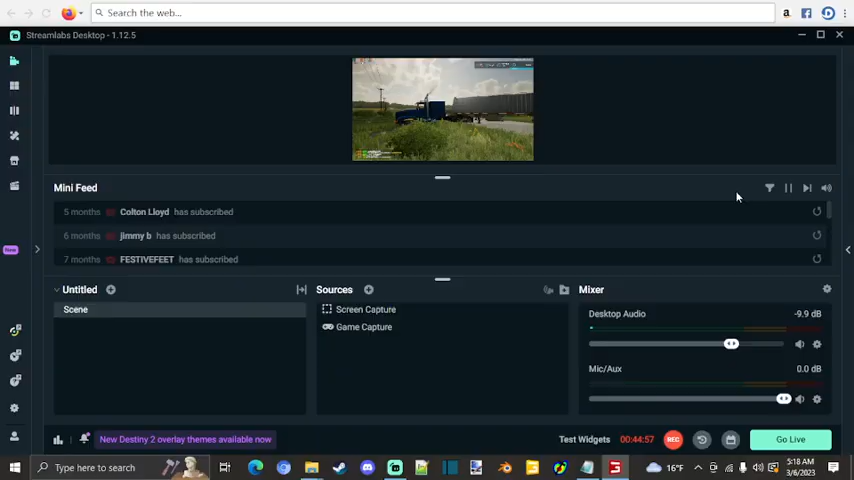 Search the web...
Streamlabs Desktop - 1.12.5
Mini Feed
5 months Colton Lloyd has subscribed
6 months jimmy b has subscribed
7 months FESTIVEFEET has subscribed
Untitled
Scene
Sources
Screen Capture
Game Capture
Mixer
Desktop Audio -9.9 dB
Mic/Aux 0.0 dB
New
New Destiny 2 overlay themes available now
Test Widgets 00:44:57 REC Go Live
Type here to search
16°F
5:18 AM
3/6/2023